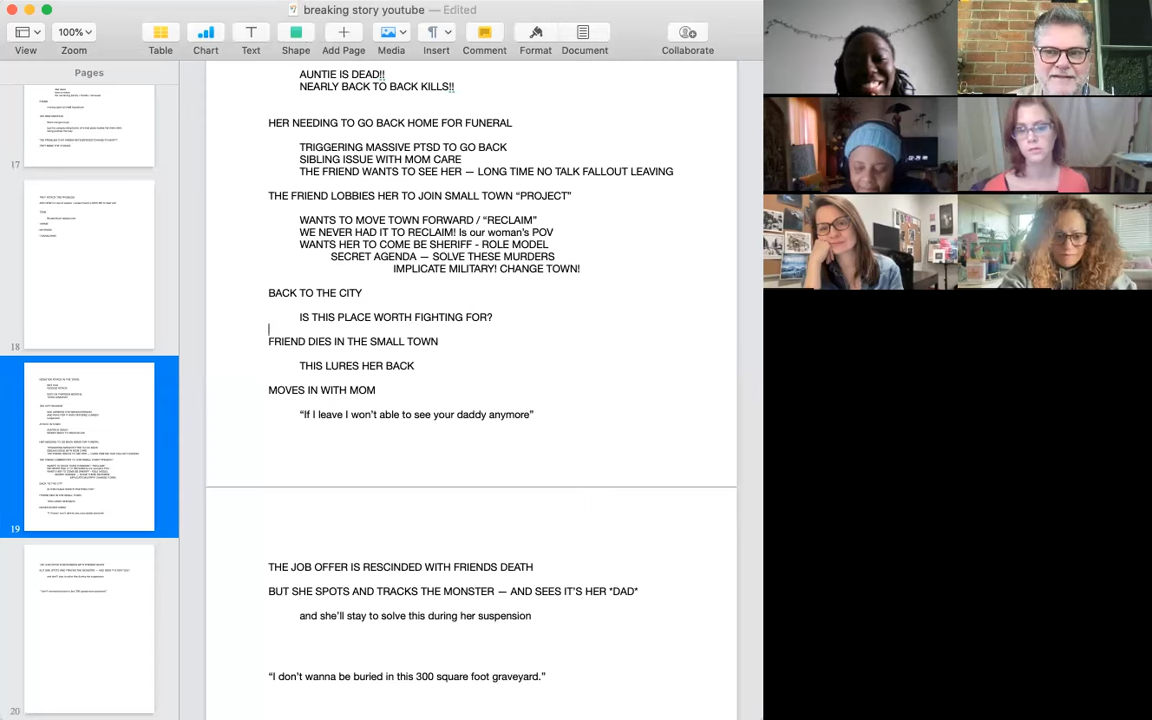 breaking story youtube — Edited
100%
View
Zoom
Table
Chart
Text
Shape
Add Page
Media
Insert
Comment
Format
Document
Collaborate
Pages
17
18
19
20
AUNTIE IS DEAD!!
NEARLY BACK TO BACK KILLS!!
HER NEEDING TO GO BACK HOME FOR FUNERAL
TRIGGERING MASSIVE PTSD TO GO BACK
SIBLING ISSUE WITH MOM CARE
THE FRIEND WANTS TO SEE HER — LONG TIME NO TALK FALLOUT LEAVING
THE FRIEND LOBBIES HER TO JOIN SMALL TOWN “PROJECT”
WANTS TO MOVE TOWN FORWARD / “RECLAIM”
WE NEVER HAD IT TO RECLAIM! Is our woman’s POV
WANTS HER TO COME BE SHERIFF - ROLE MODEL
SECRET AGENDA — SOLVE THESE MURDERS
IMPLICATE MILITARY! CHANGE TOWN!
BACK TO THE CITY
IS THIS PLACE WORTH FIGHTING FOR?
FRIEND DIES IN THE SMALL TOWN
THIS LURES HER BACK
MOVES IN WITH MOM
“If I leave I won’t able to see your daddy anymore”
THE JOB OFFER IS RESCINDED WITH FRIENDS DEATH
BUT SHE SPOTS AND TRACKS THE MONSTER — AND SEES IT’S HER *DAD*
and she’ll stay to solve this during her suspension
“I don’t wanna be buried in this 300 square foot graveyard.”